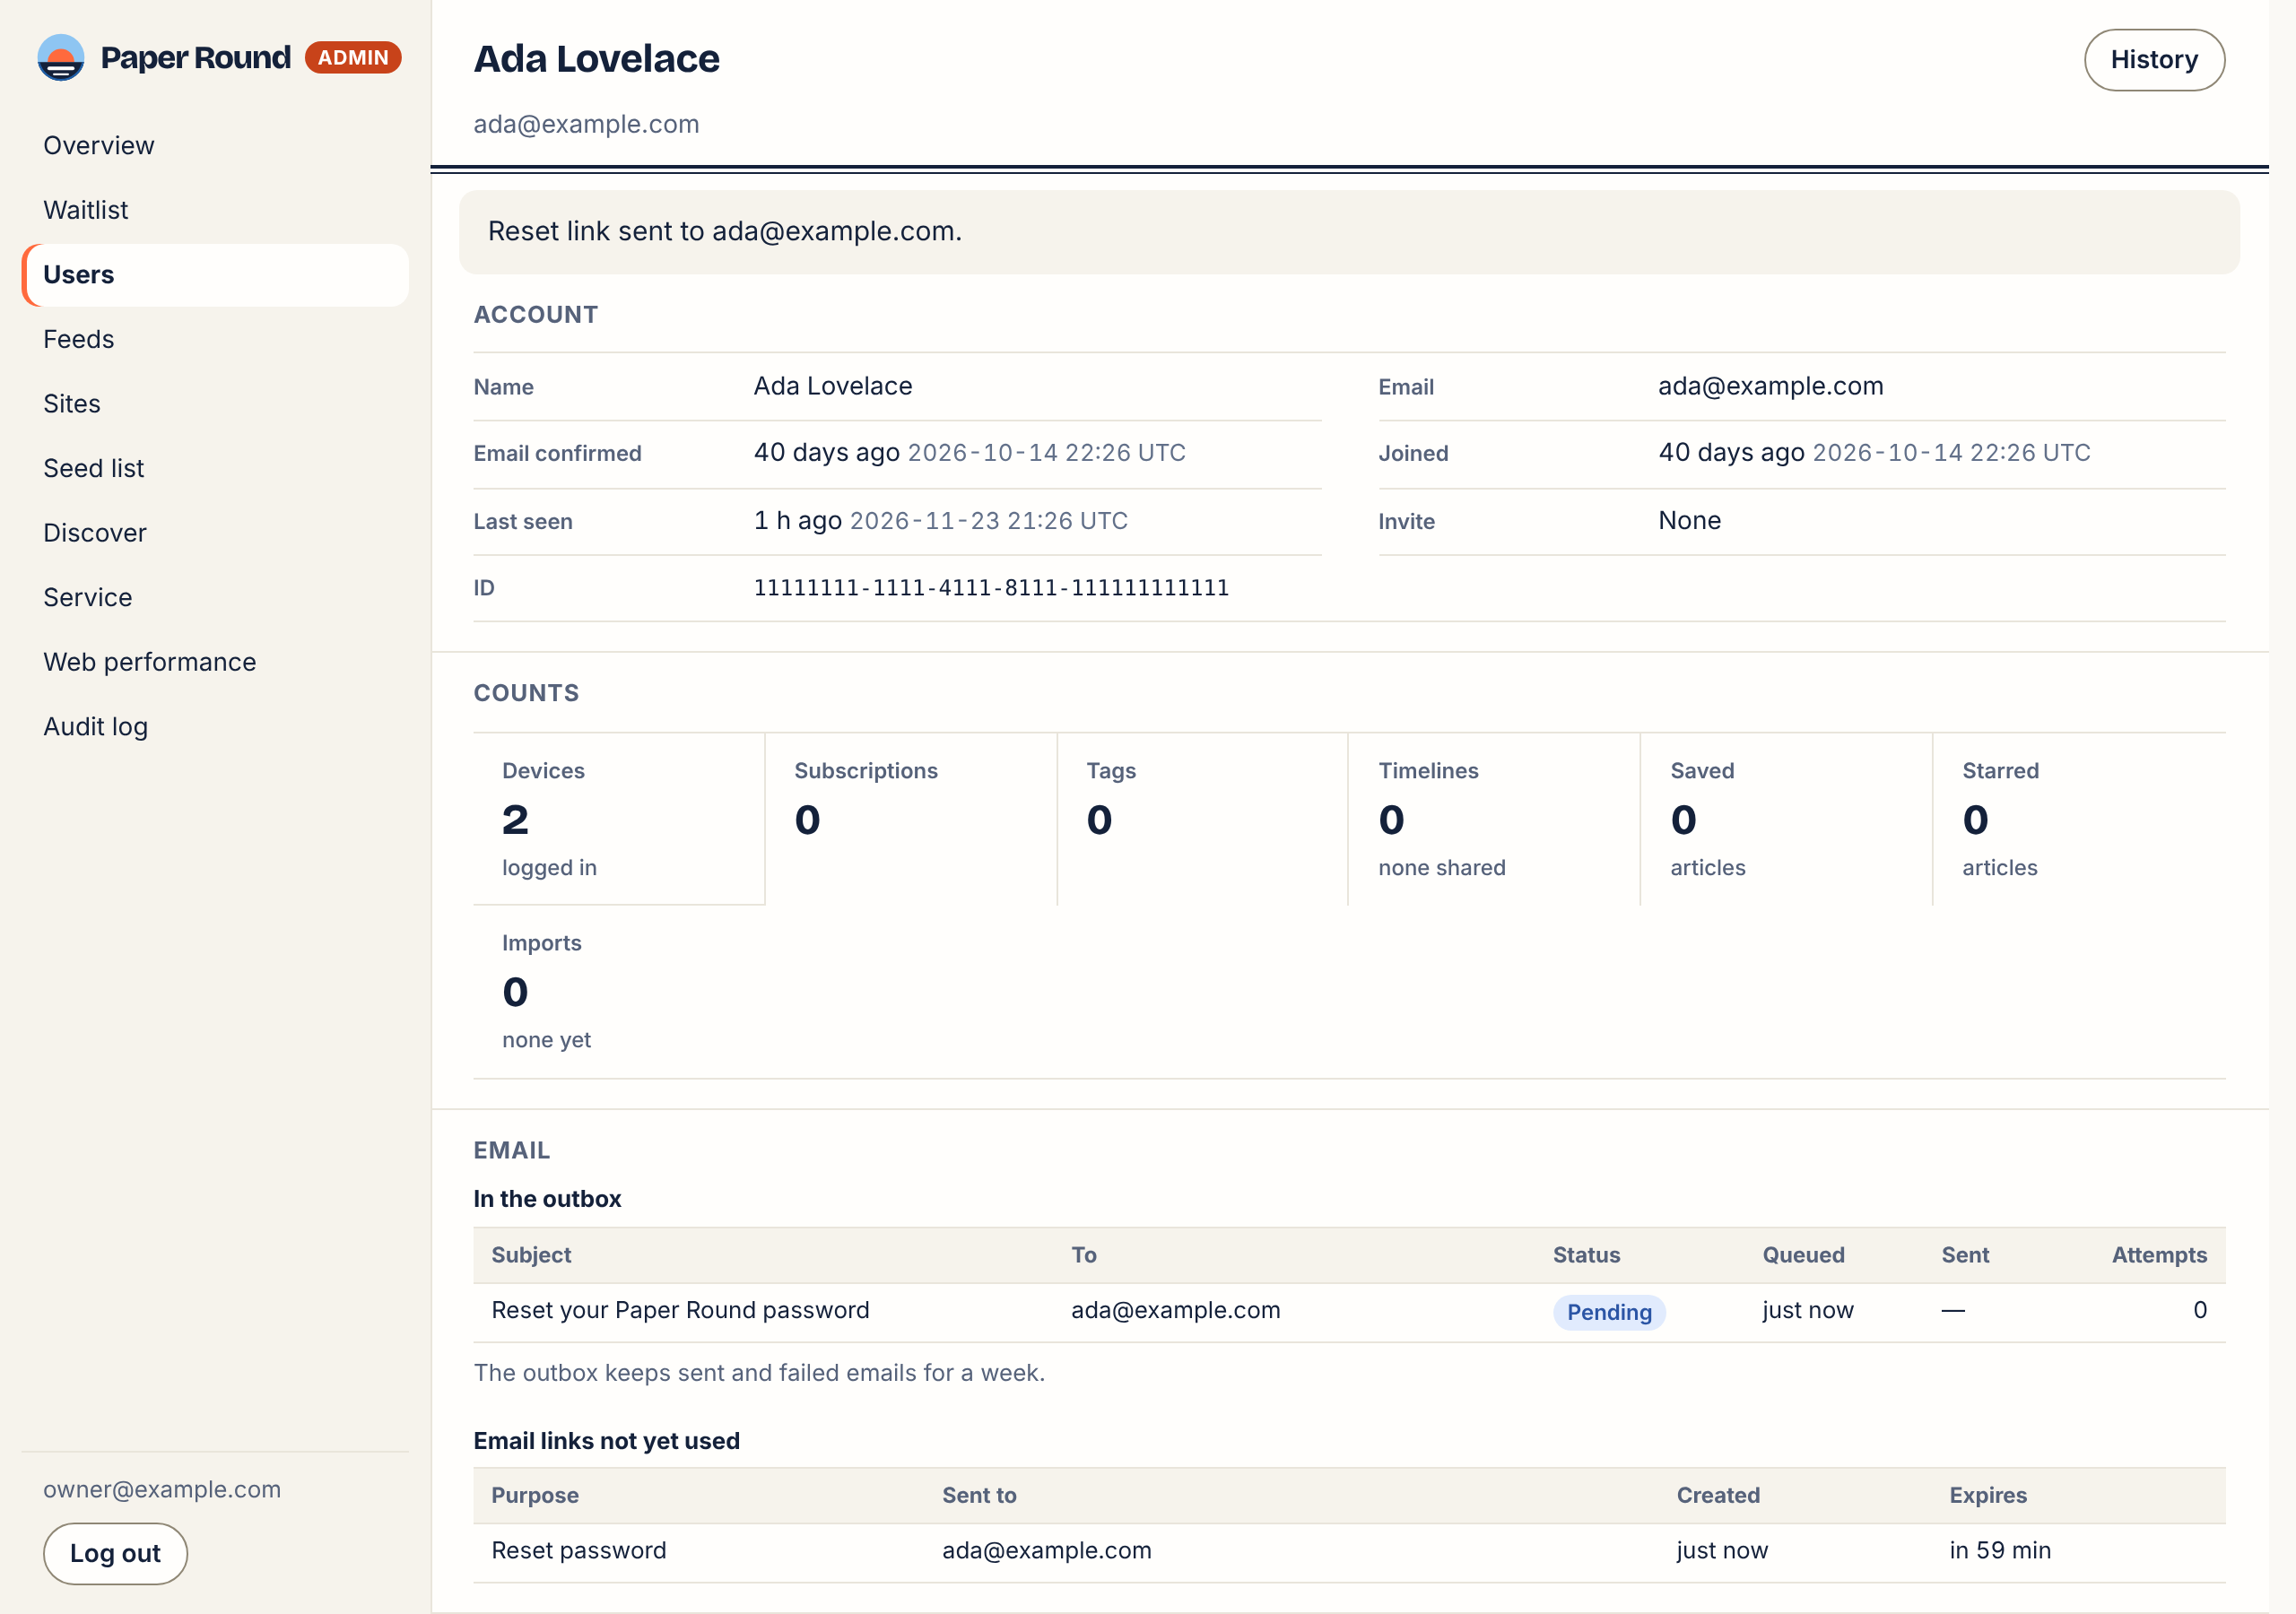 Paper Round ADMIN
Overview
Waitlist
Users
Feeds
Sites
Seed list
Discover
Service
Web performance
Audit log
owner@example.com
Log out
Ada Lovelace
History
ada@example.com
Reset link sent to ada@example.com.
ACCOUNT
Name Ada Lovelace
Email ada@example.com
Email confirmed 40 days ago 2026-10-14 22:26 UTC
Joined 40 days ago 2026-10-14 22:26 UTC
Last seen 1 h ago 2026-11-23 21:26 UTC
Invite None
ID 11111111-1111-4111-8111-111111111111
COUNTS
Devices
2
logged in
Subscriptions
0
Tags
0
Timelines
0
none shared
Saved
0
articles
Starred
0
articles
Imports
0
none yet
EMAIL
In the outbox
Subject To Status Queued Sent Attempts
Reset your Paper Round password ada@example.com Pending just now — 0
The outbox keeps sent and failed emails for a week.
Email links not yet used
Purpose Sent to Created Expires
Reset password ada@example.com just now in 59 min